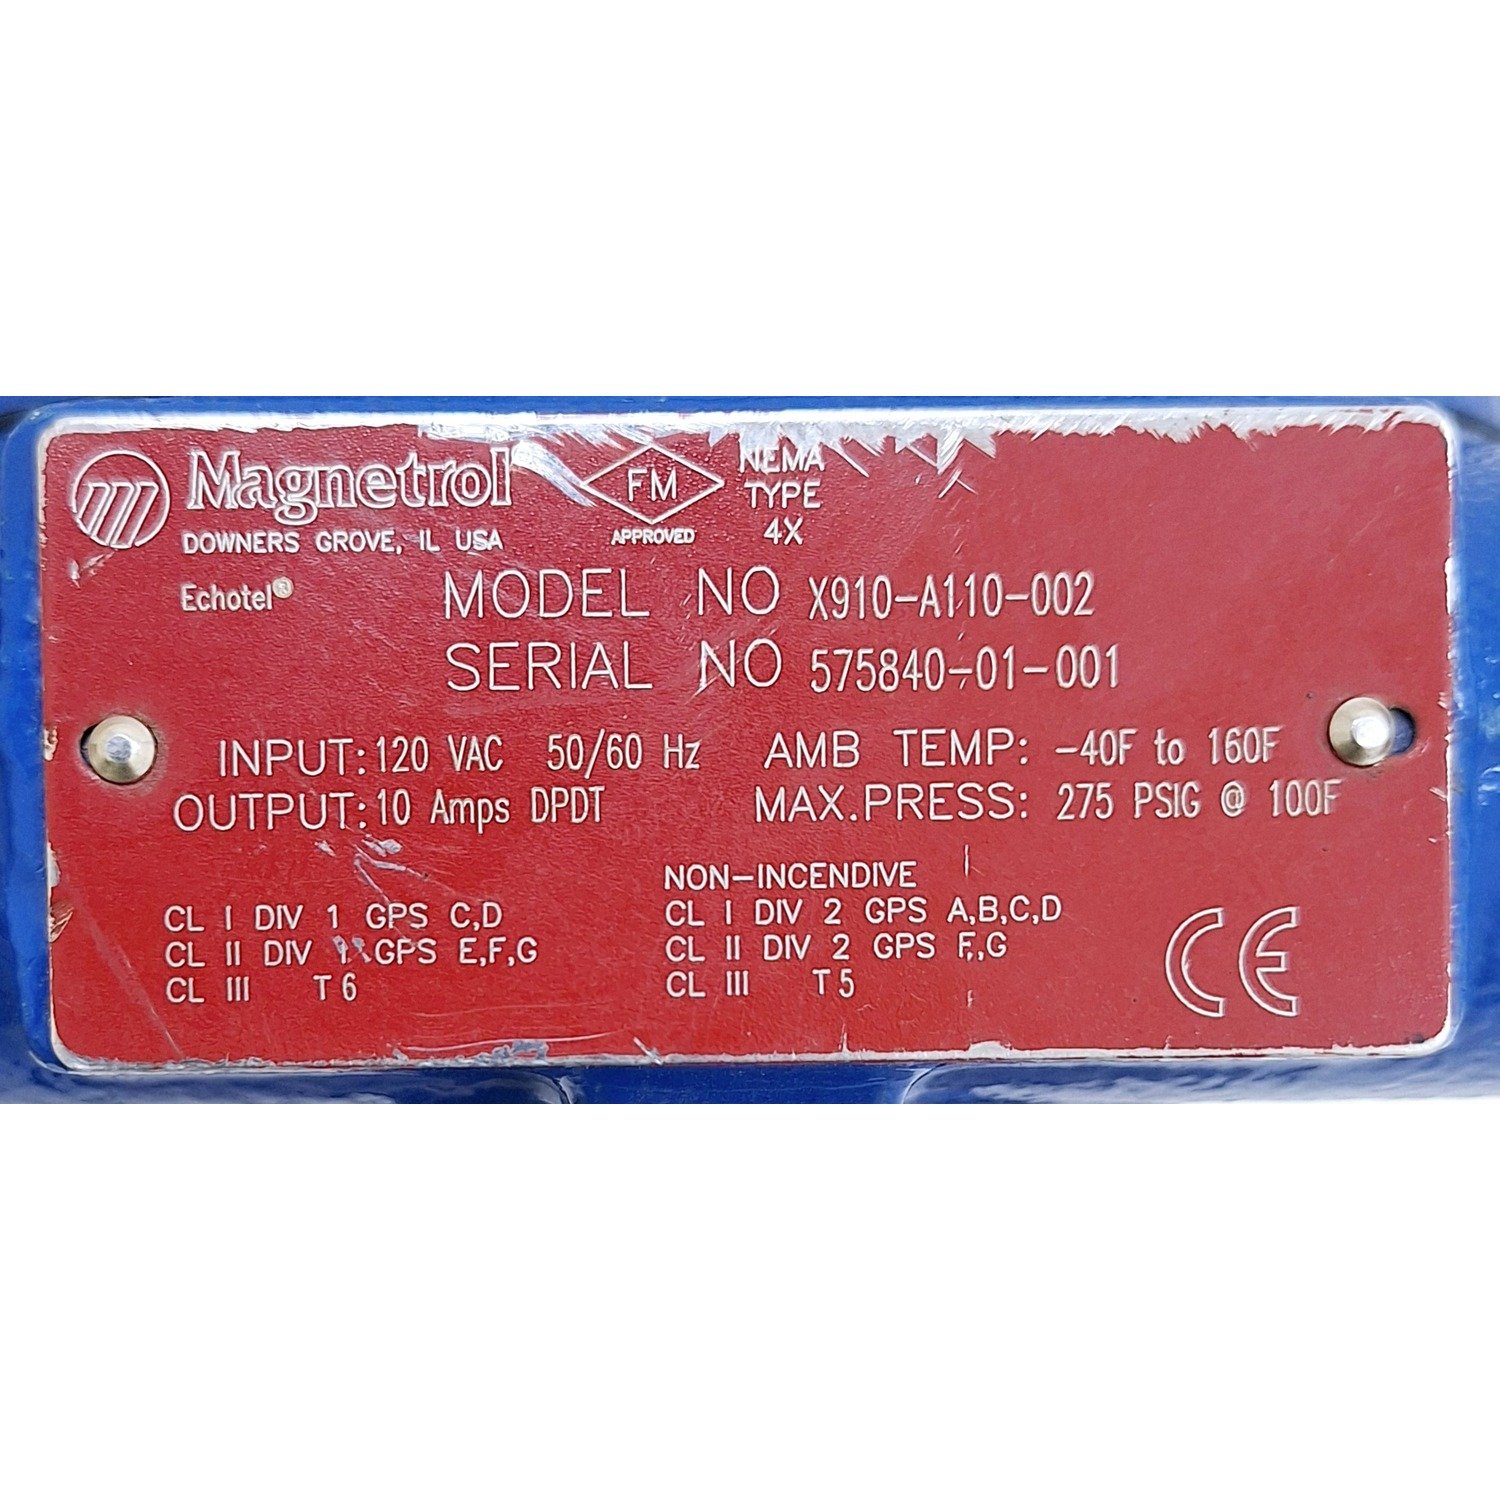 Magnetrol
DOWNERS GROVE, IL USA
FM
APPROVED
NEMA
TYPE
4X
Echotel®
MODEL NO X910-A110-002
SERIAL NO 575840-01-001
INPUT: 120 VAC 50/60 Hz
OUTPUT: 10 Amps DPDT
AMB TEMP: -40F to 160F
MAX.PRESS: 275 PSIG @ 100F
CL I DIV 1 GPS C,D
CL II DIV 1 GPS E,F,G
CL III T6
NON-INCENDIVE
CL I DIV 2 GPS A,B,C,D
CL II DIV 2 GPS F,G
CL III T5
CE